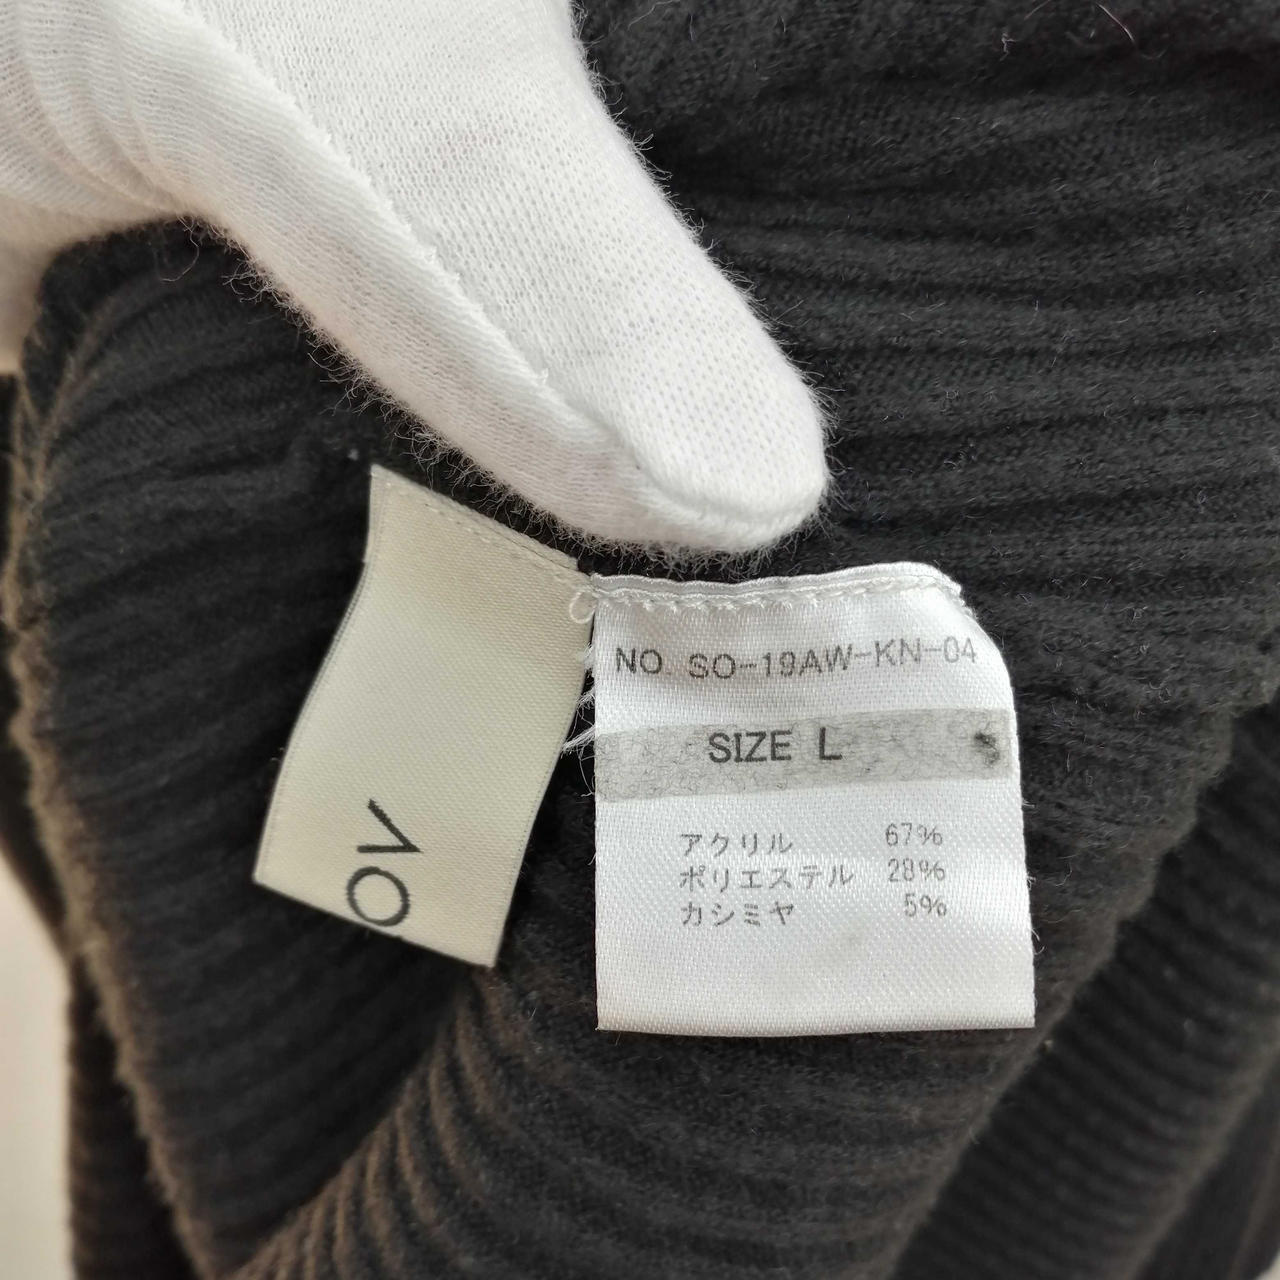 OV
NO. SO-19AW-KN-04
SIZE L
アクリル 67%
ポリエステル 28%
カシミヤ 5%